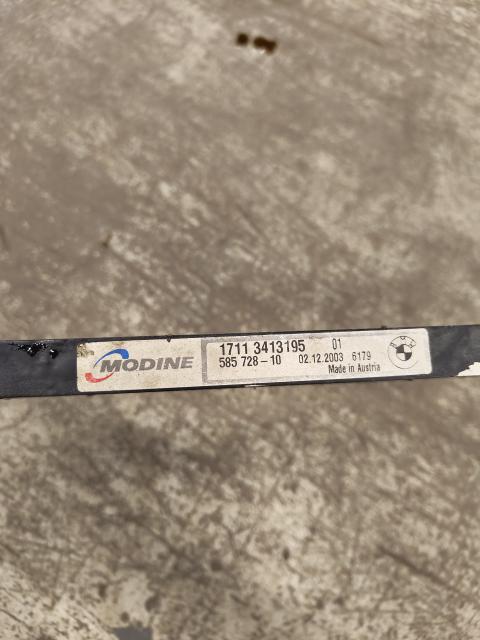 MODINE
1711 3413195 01
585 728-10 02.12.2003 6179
Made in Austria